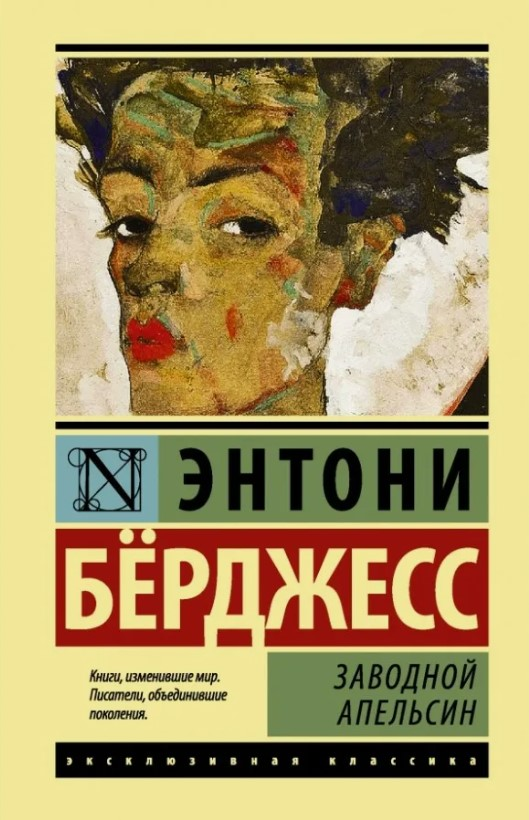 N ЭНТОНИ
БЁРДЖЕСС
Книги, изменившие мир.
Писатели, объединившие
поколения.
ЗАВОДНОЙ
АПЕЛЬСИН
эксклюзивная классика